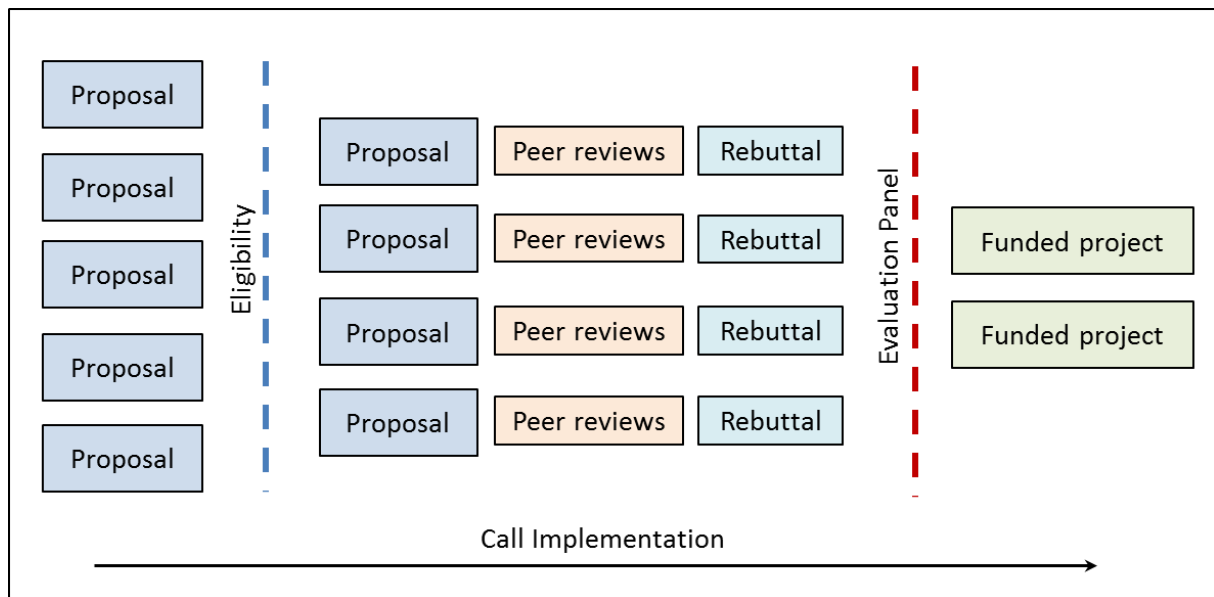 Proposal
Proposal
Proposal
Proposal
Proposal
Eligibility
Proposal Peer reviews Rebuttal
Proposal Peer reviews Rebuttal
Proposal Peer reviews Rebuttal
Proposal Peer reviews Rebuttal
Evaluation Panel
Funded project
Funded project
Call Implementation